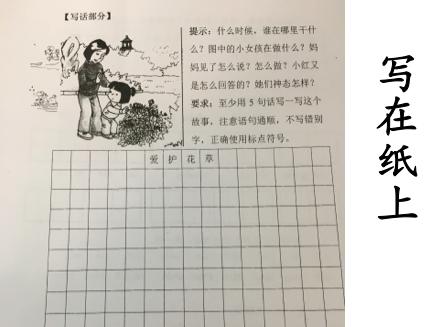 【写话部分】
提示：什么时候，谁在哪里干什
么？图中的小女孩在做什么？妈
妈见了怎么说？怎么做？小红又
是怎么回答的？她们神态怎样？
要求：至少用 5 句话写一写这个
故事，注意语句通顺，不写错别
字，正确使用标点符号。
爱护花草
写在纸上